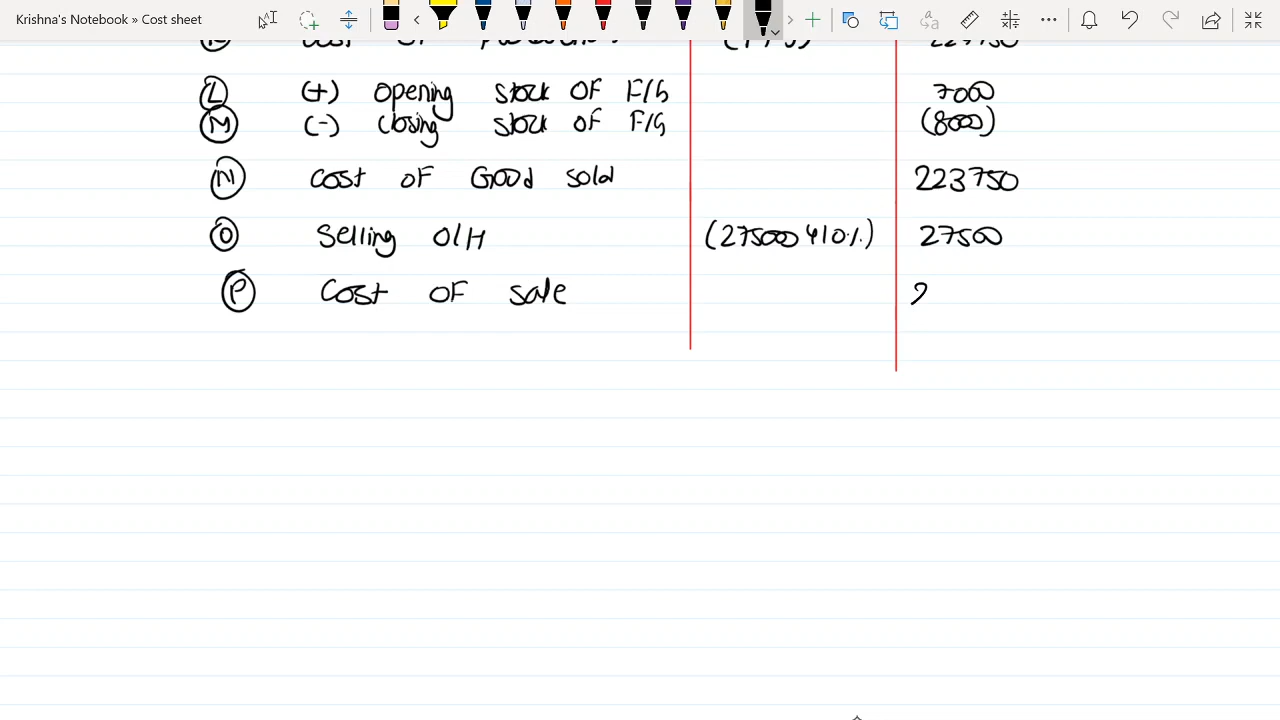 Krishna's Notebook » Cost sheet
L (+) opening stock OF F/G 7000
M (-) closing stock OF F/G (8000)
N Cost OF Good sold 223750
O Selling O/H (27500 10%) 27500
P Cost OF sale 2